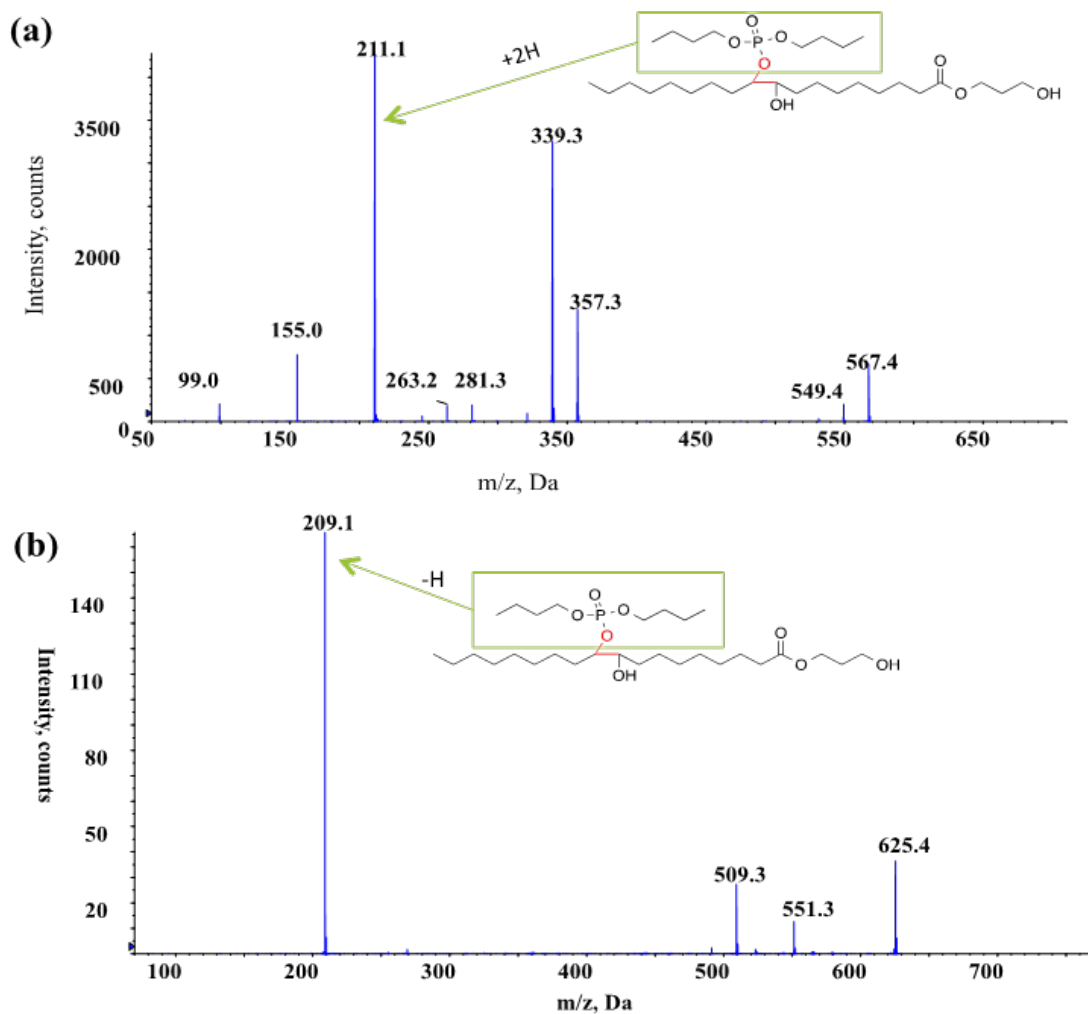 (a)
Intensity, counts
3500
2000
500
0
99.0
155.0
211.1
263.2
281.3
339.3
357.3
549.4
567.4
+2H
O
O
P
O
O
OH
O
O
OH
50
150
250
350
450
550
650
m/z, Da
(b)
Intensity, counts
140
110
80
50
20
209.1
509.3
551.3
625.4
-H
O
O
P
O
O
OH
O
O
OH
100
200
300
400
500
600
700
m/z, Da